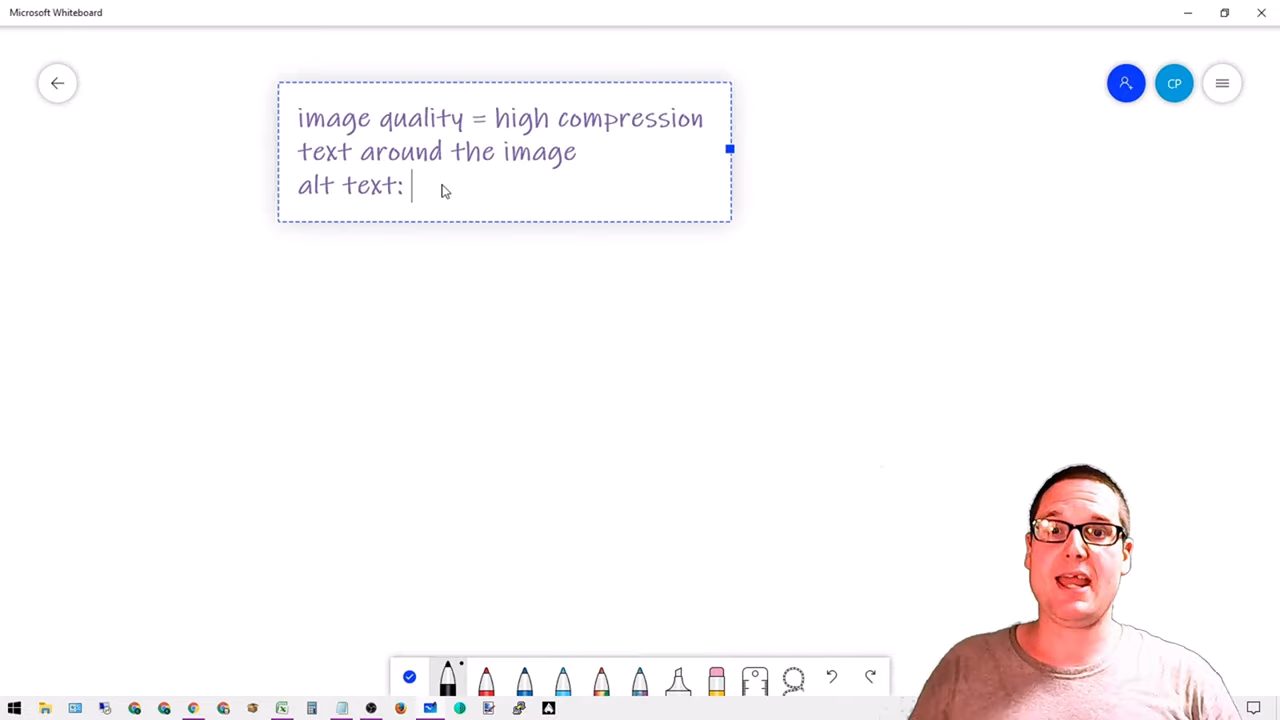 Microsoft Whiteboard
image quality = high compression
text around the image
alt text:
CP